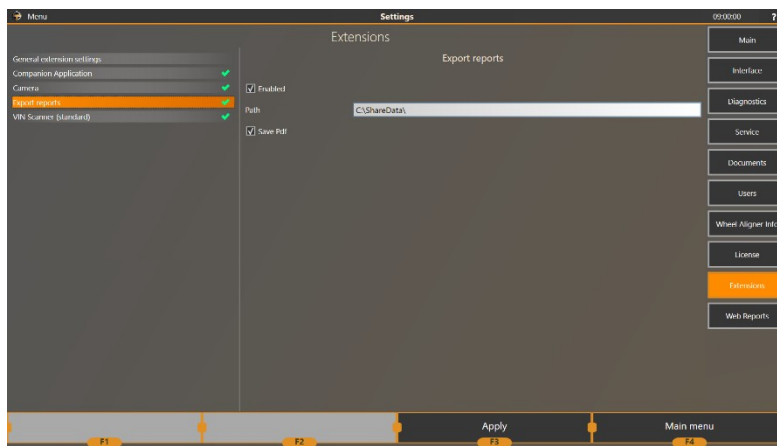 Menu
Settings
09:00:00
?
Extensions
Main
General extension settings
Companion Application
Camera
Export reports
VIN Scanner (standard)
Export reports
Enabled
Path
C:\ShareData\
Save Pdf
Interface
Diagnostics
Service
Documents
Users
Wheel Aligner Info
License
Extensions
Web Reports
Apply
Main menu
F1
F2
F3
F4